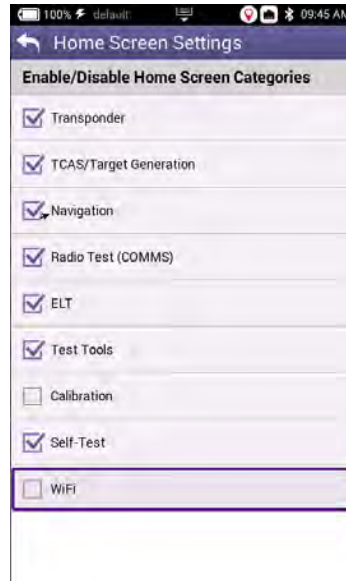 100% default 09:45 AM
Home Screen Settings
Enable/Disable Home Screen Categories
Transponder
TCAS/Target Generation
Navigation
Radio Test (COMMS)
ELT
Test Tools
Calibration
Self-Test
WiFi